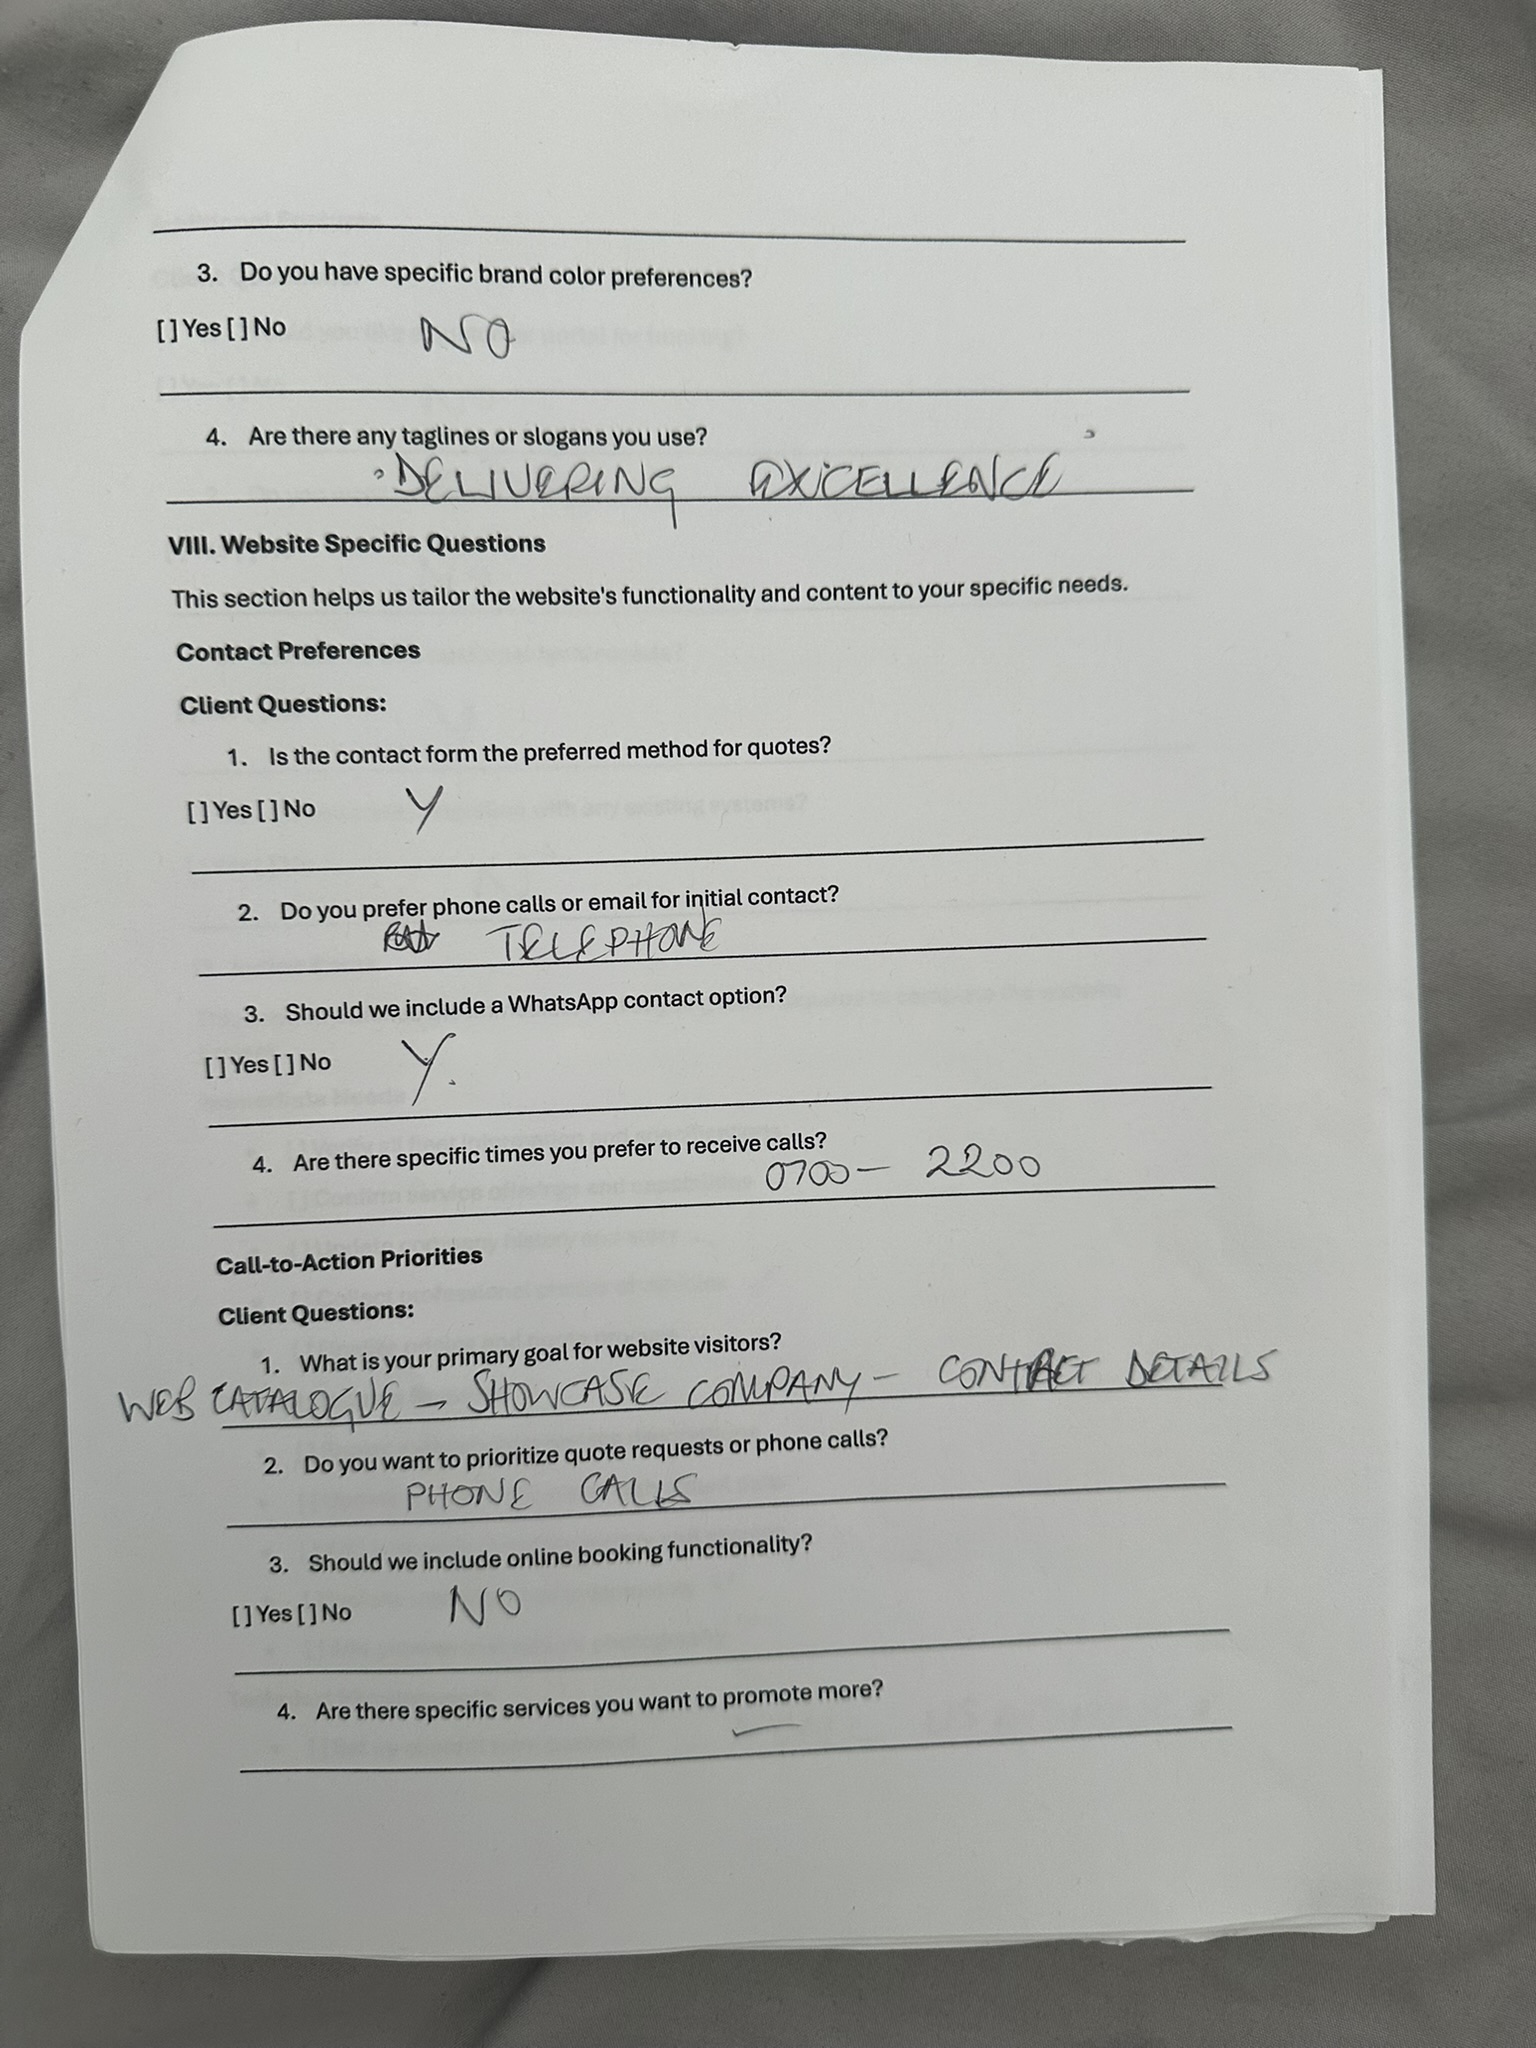 3. Do you have specific brand color preferences?
[ ] Yes [ ] No NO
4. Are there any taglines or slogans you use?
'DELIVERING EXCELLENCE'
VIII. Website Specific Questions
This section helps us tailor the website's functionality and content to your specific needs.
Contact Preferences
Client Questions:
1. Is the contact form the preferred method for quotes?
[ ] Yes [ ] No Y
2. Do you prefer phone calls or email for initial contact?
TELEPHONE
3. Should we include a WhatsApp contact option?
[ ] Yes [ ] No Y.
4. Are there specific times you prefer to receive calls?
0700 - 2200
Call-to-Action Priorities
Client Questions:
1. What is your primary goal for website visitors?
WEB CATALOGUE - SHOWCASE COMPANY - CONTACT DETAILS
2. Do you want to prioritize quote requests or phone calls?
PHONE CALLS
3. Should we include online booking functionality?
[ ] Yes [ ] No NO
4. Are there specific services you want to promote more?